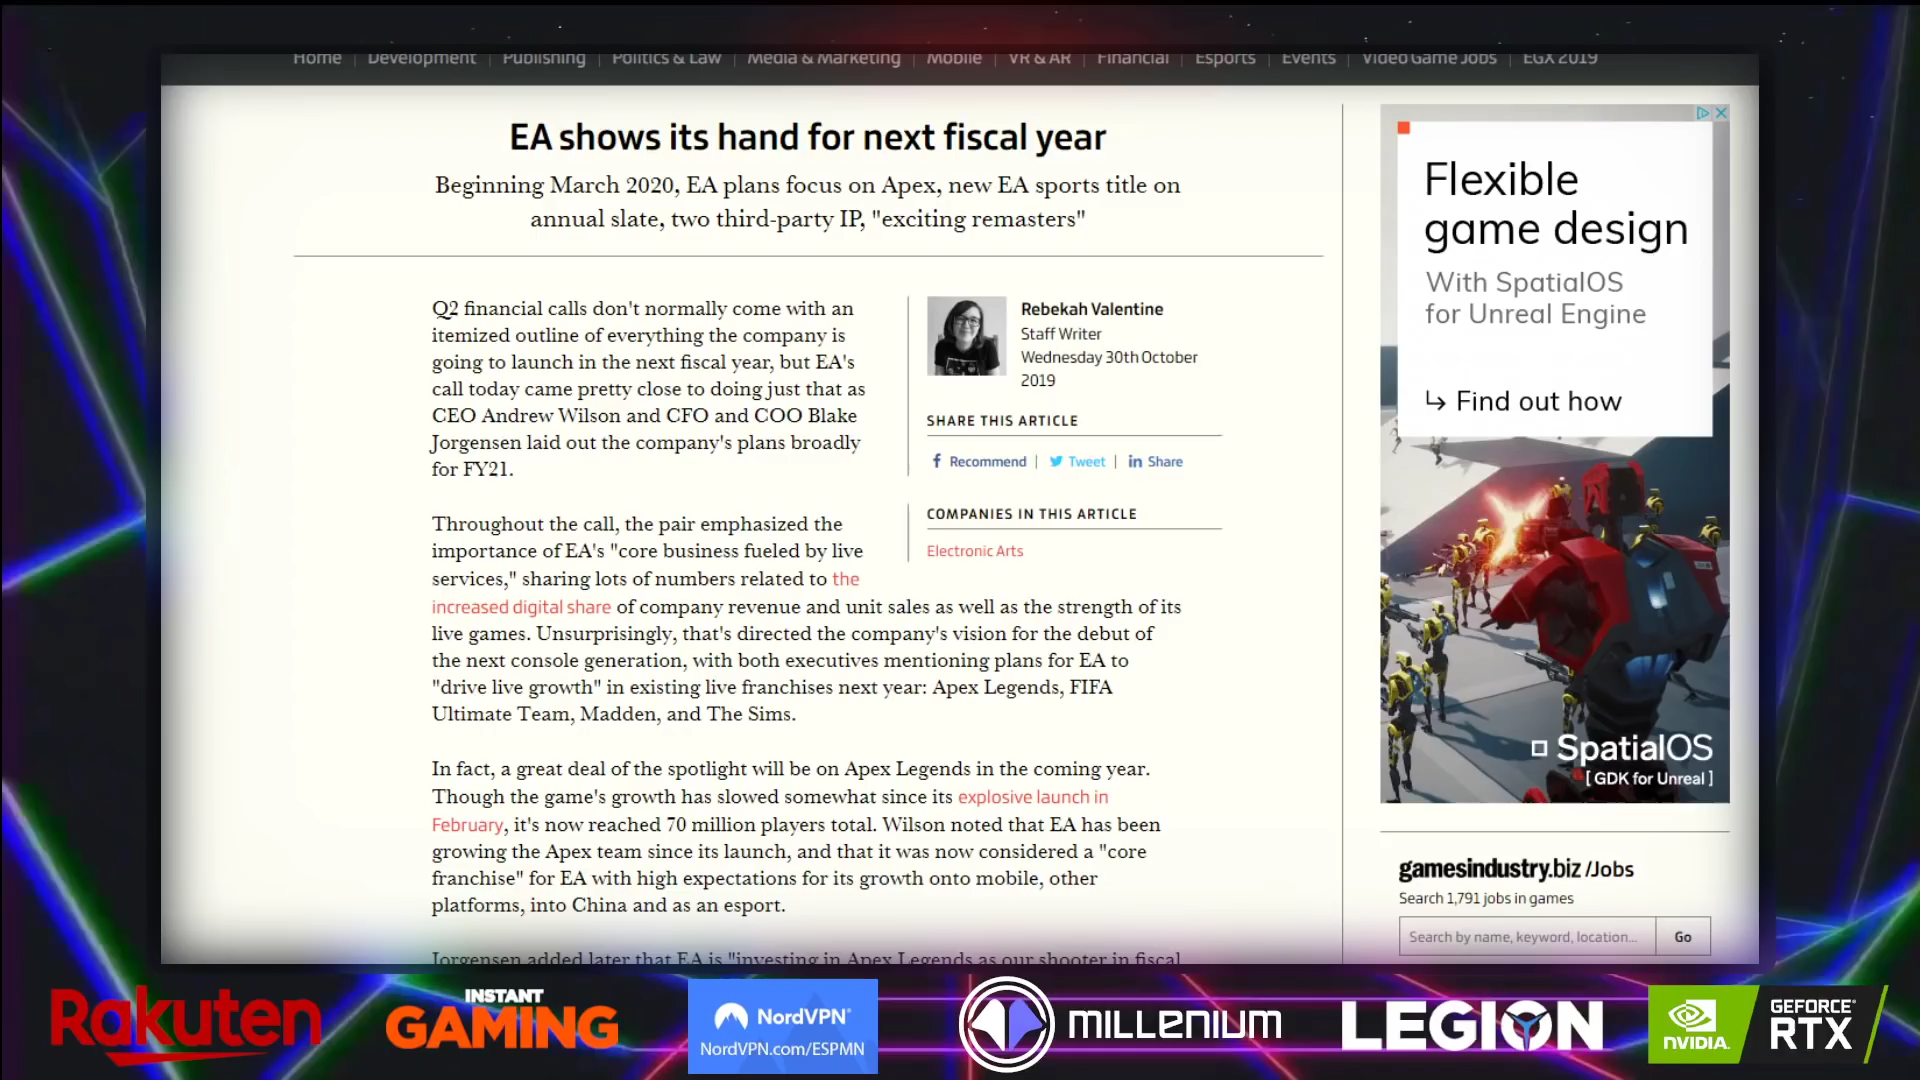 Home | Development | Publishing | Politics & Law | Media & Marketing | Mobile | VR & AR | Financial | Esports | Events | Video Game Jobs | EGX 2019
EA shows its hand for next fiscal year
Beginning March 2020, EA plans focus on Apex, new EA sports title on
annual slate, two third-party IP, "exciting remasters"
Q2 financial calls don't normally come with an
itemized outline of everything the company is
going to launch in the next fiscal year, but EA's
call today came pretty close to doing just that as
CEO Andrew Wilson and CFO and COO Blake
Jorgensen laid out the company's plans broadly
for FY21.
Rebekah Valentine
Staff Writer
Wednesday 30th October
2019
SHARE THIS ARTICLE
Recommend | Tweet | in Share
COMPANIES IN THIS ARTICLE
Electronic Arts
Throughout the call, the pair emphasized the
importance of EA's "core business fueled by live
services," sharing lots of numbers related to the
increased digital share of company revenue and unit sales as well as the strength of its
live games. Unsurprisingly, that's directed the company's vision for the debut of
the next console generation, with both executives mentioning plans for EA to
"drive live growth" in existing live franchises next year: Apex Legends, FIFA
Ultimate Team, Madden, and The Sims.
In fact, a great deal of the spotlight will be on Apex Legends in the coming year.
Though the game's growth has slowed somewhat since its explosive launch in
February, it's now reached 70 million players total. Wilson noted that EA has been
growing the Apex team since its launch, and that it was now considered a "core
franchise" for EA with high expectations for its growth onto mobile, other
platforms, into China and as an esport.
Jorgensen added later that EA is "investing in Apex Legends as our shooter in fiscal
Flexible
game design
With SpatialOS
for Unreal Engine
Find out how
SpatialOS
[ GDK for Unreal ]
gamesindustry.biz /Jobs
Search 1,791 jobs in games
Search by name, keyword, location...
Go
Rakuten
INSTANT
GAMING
NordVPN
NordVPN.com/ESPMN
MILLENIUM
LEGION
NVIDIA.
GEFORCE
RTX